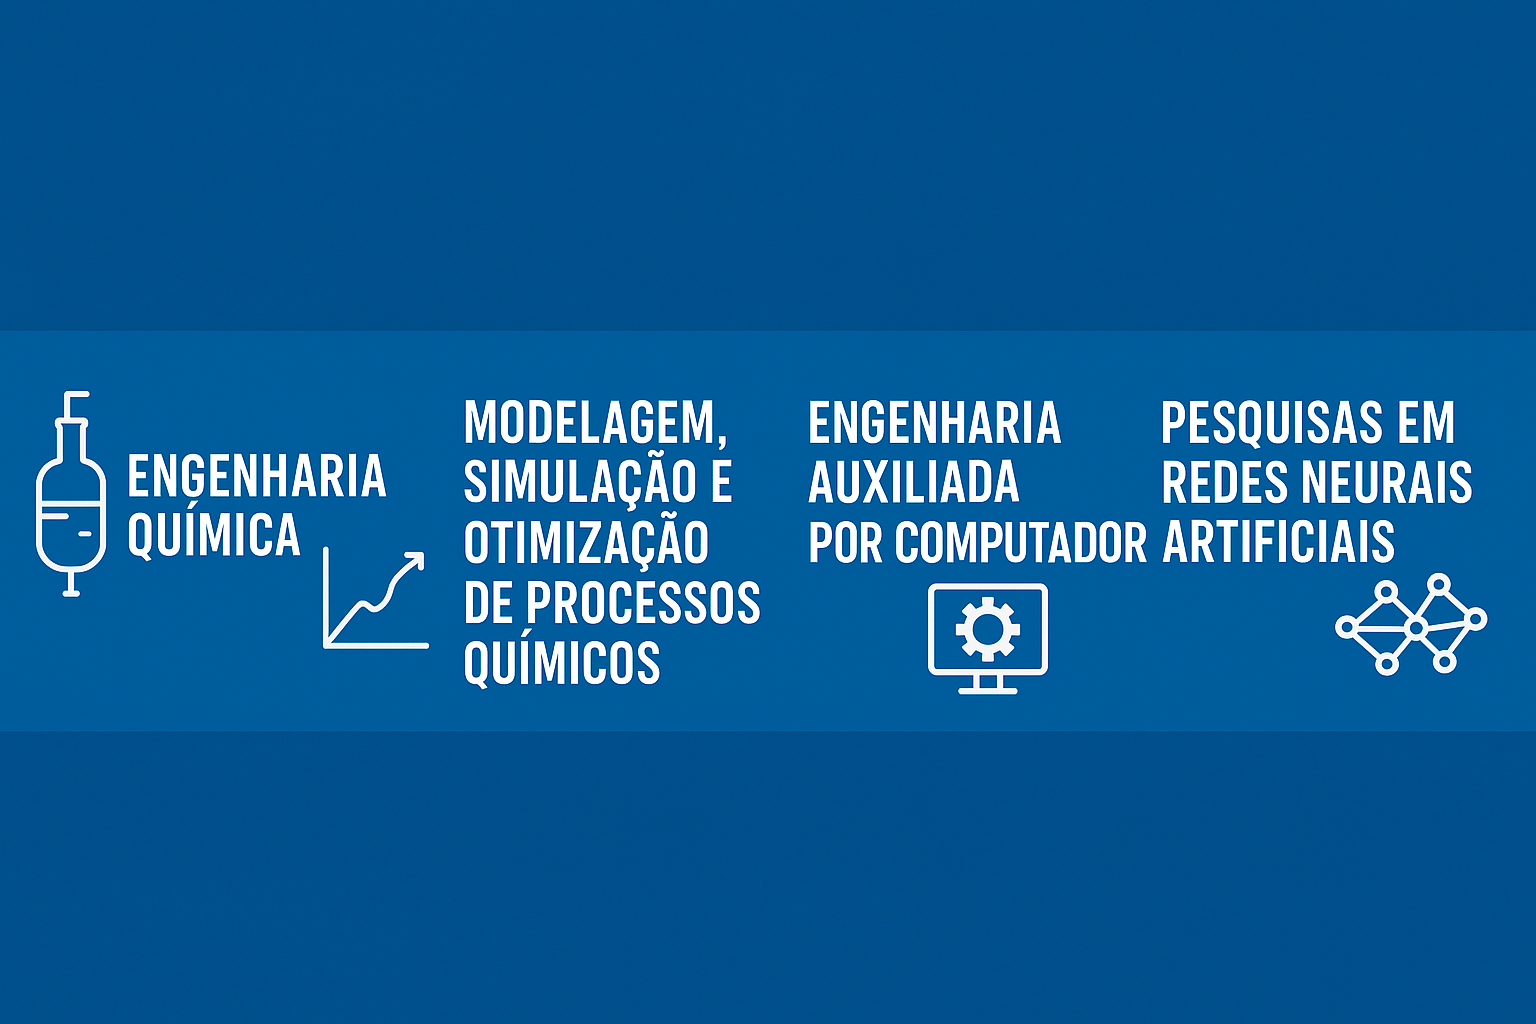 ENGENHARIA
QUÍMICA
MODELAGEM,
SIMULAÇÃO E
OTIMIZAÇÃO
DE PROCESSOS
QUÍMICOS
ENGENHARIA
AUXILIADA
POR COMPUTADOR
PESQUISAS EM
REDES NEURAIS
ARTIFICIAIS